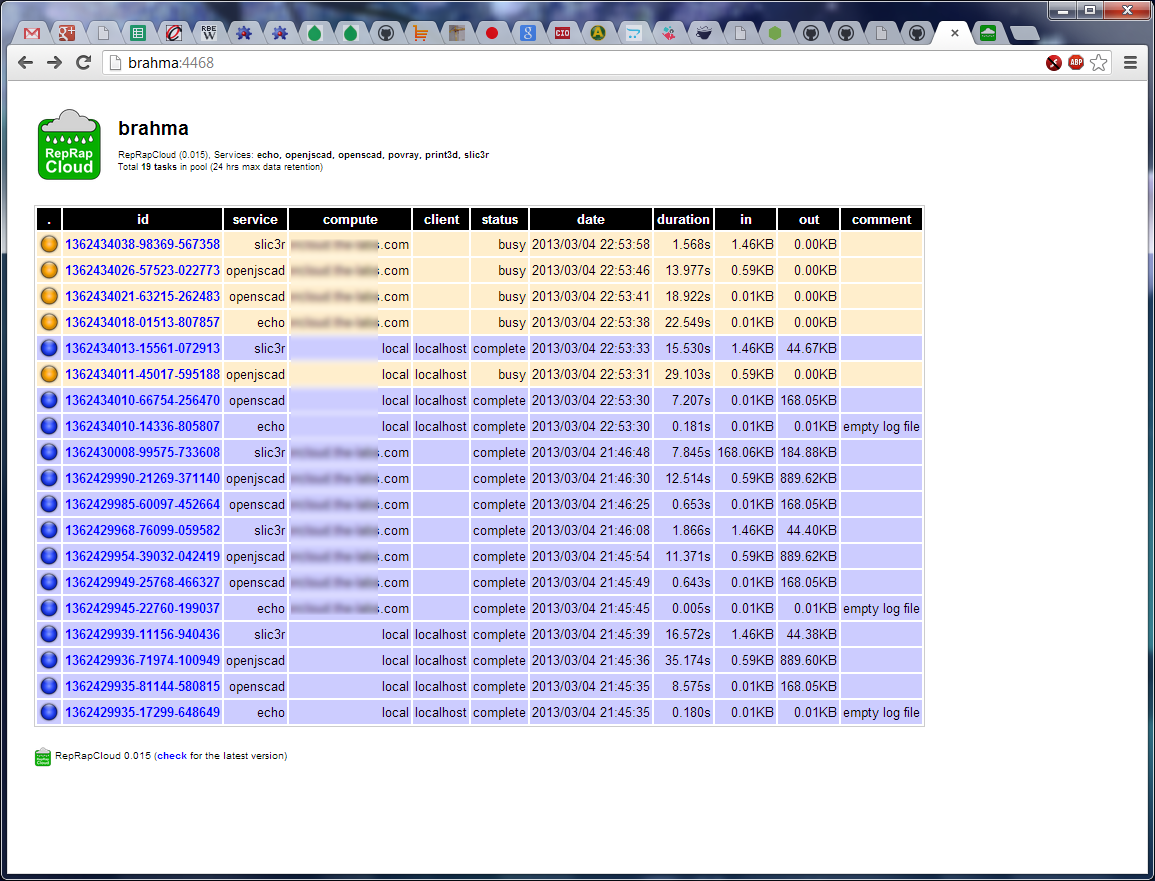 RBE
W
8
CIO
A
brahma:4468
ABP
RepRap
Cloud
brahma
RepRapCloud (0.015), Services: echo, openjscad, openscad, povray, print3d, slic3r
Total 19 tasks in pool (24 hrs max data retention)
. id service compute client status date duration in out comment
1362434038-98369-567358 slic3r .com busy 2013/03/04 22:53:58 1.568s 1.46KB 0.00KB
1362434026-57523-022773 openjscad .com busy 2013/03/04 22:53:46 13.977s 0.59KB 0.00KB
1362434021-63215-262483 openscad .com busy 2013/03/04 22:53:41 18.922s 0.01KB 0.00KB
1362434018-01513-807857 echo .com busy 2013/03/04 22:53:38 22.549s 0.01KB 0.00KB
1362434013-15561-072913 slic3r local localhost complete 2013/03/04 22:53:33 15.530s 1.46KB 44.67KB
1362434011-45017-595188 openjscad local localhost busy 2013/03/04 22:53:31 29.103s 0.59KB 0.00KB
1362434010-66754-256470 openscad local localhost complete 2013/03/04 22:53:30 7.207s 0.01KB 168.05KB
1362434010-14336-805807 echo local localhost complete 2013/03/04 22:53:30 0.181s 0.01KB 0.01KB empty log file
1362430008-99575-733608 slic3r .com complete 2013/03/04 21:46:48 7.845s 168.06KB 184.88KB
1362429990-21269-371140 openjscad .com complete 2013/03/04 21:46:30 12.514s 0.59KB 889.62KB
1362429985-60097-452664 openscad .com complete 2013/03/04 21:46:25 0.653s 0.01KB 168.05KB
1362429968-76099-059582 slic3r .com complete 2013/03/04 21:46:08 1.866s 1.46KB 44.40KB
1362429954-39032-042419 openjscad .com complete 2013/03/04 21:45:54 11.371s 0.59KB 889.62KB
1362429949-25768-466327 openscad .com complete 2013/03/04 21:45:49 0.643s 0.01KB 168.05KB
1362429945-22760-199037 echo .com complete 2013/03/04 21:45:45 0.005s 0.01KB 0.01KB empty log file
1362429939-11156-940436 slic3r local localhost complete 2013/03/04 21:45:39 16.572s 1.46KB 44.38KB
1362429936-71974-100949 openjscad local localhost complete 2013/03/04 21:45:36 35.174s 0.59KB 889.60KB
1362429935-81144-580815 openscad local localhost complete 2013/03/04 21:45:35 8.575s 0.01KB 168.05KB
1362429935-17299-648649 echo local localhost complete 2013/03/04 21:45:35 0.180s 0.01KB 0.01KB empty log file
RepRapCloud 0.015 (check for the latest version)